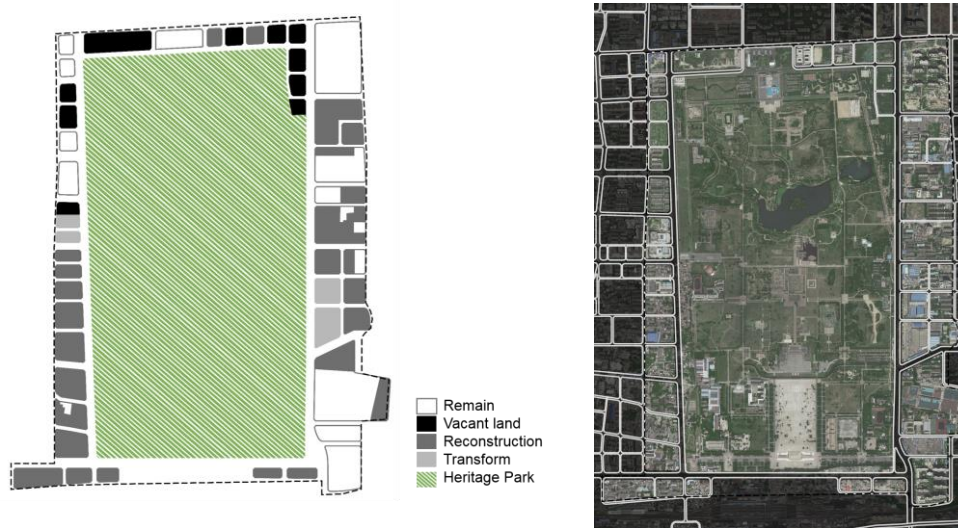 Remain
Vacant land
Reconstruction
Transform
Heritage Park